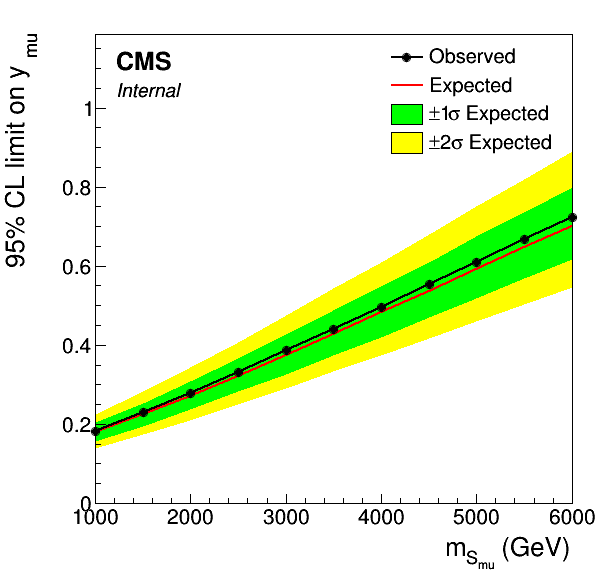 95% CL limit on y_mu
CMS
Internal
Observed
Expected
±1σ Expected
±2σ Expected
1
0.8
0.6
0.4
0.2
0
1000 2000 3000 4000 5000 6000
m_S_mu (GeV)